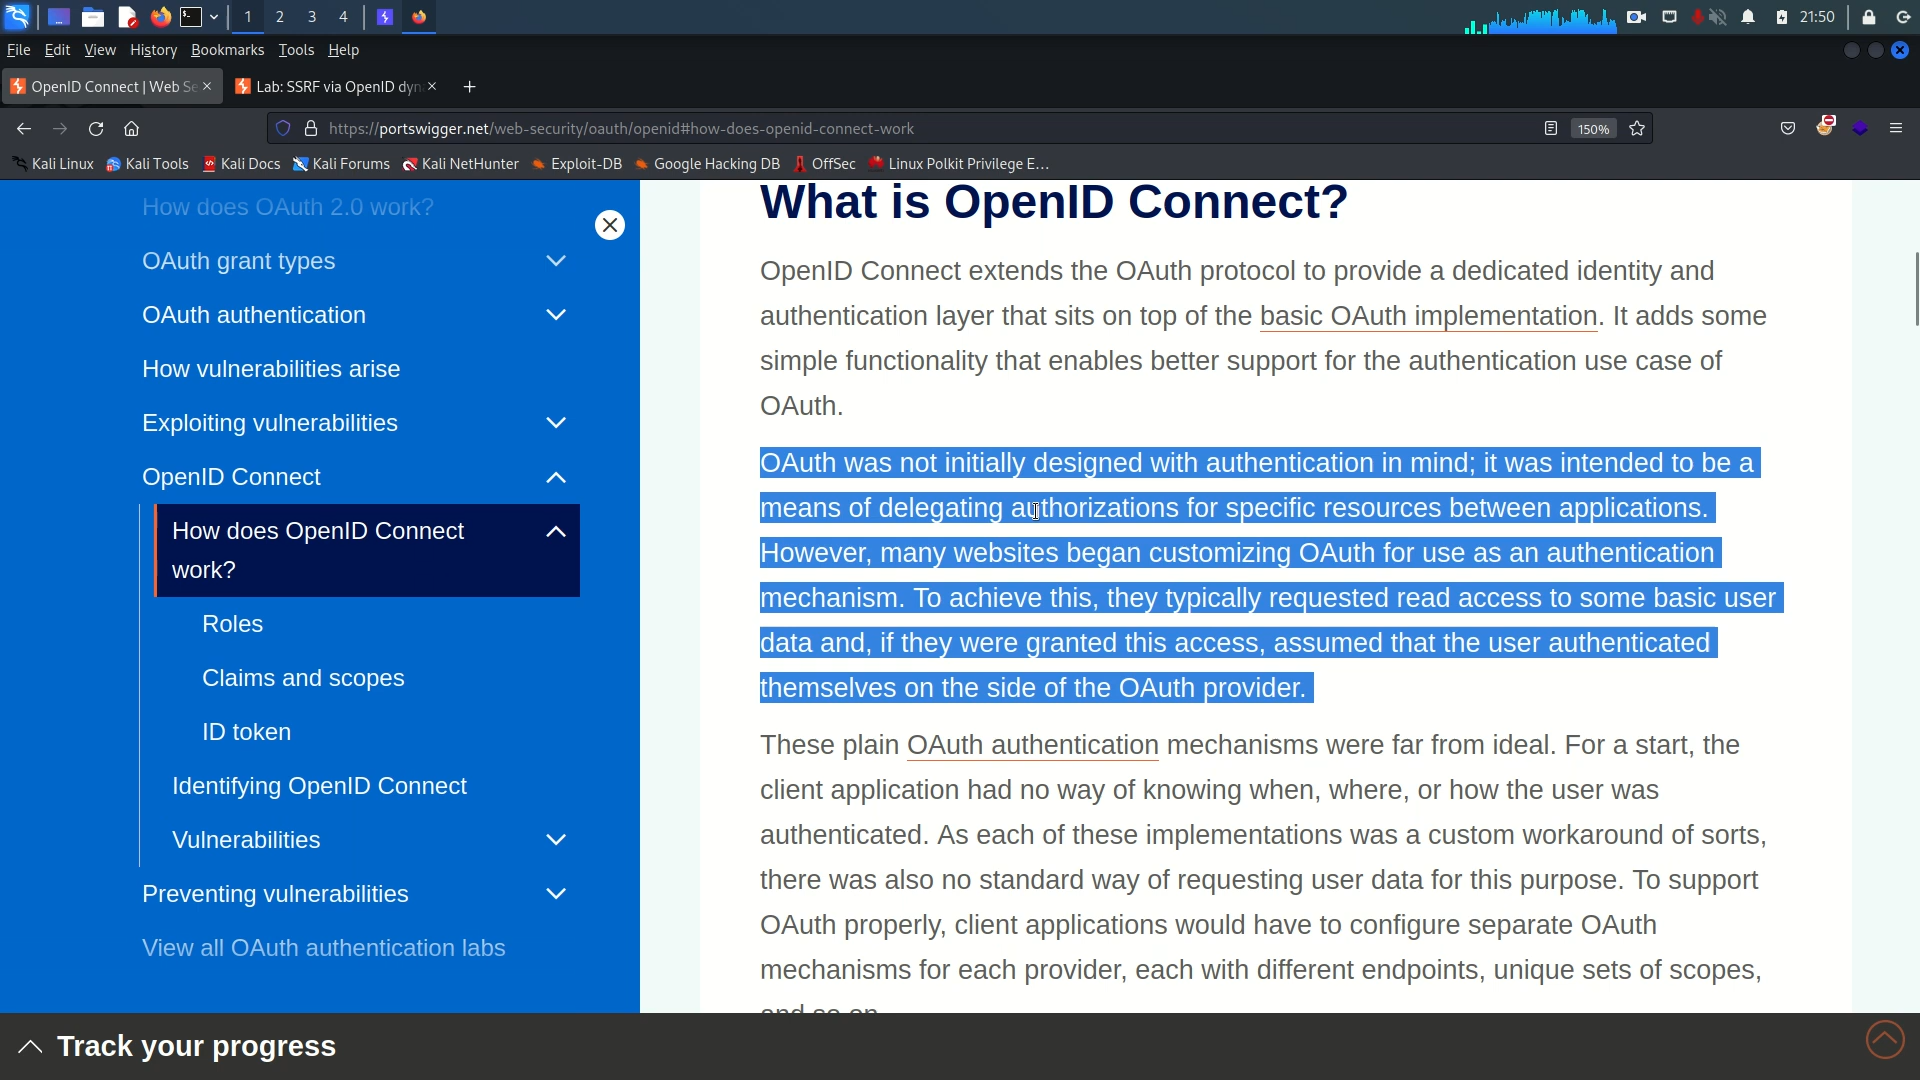 1
2
3
4
21:50
File Edit View History Bookmarks Tools Help
OpenID Connect | Web Se
Lab: SSRF via OpenID dyn
https://portswigger.net/web-security/oauth/openid#how-does-openid-connect-work
150%
Kali Linux
Kali Tools
Kali Docs
Kali Forums
Kali NetHunter
Exploit-DB
Google Hacking DB
OffSec
Linux Polkit Privilege E...
How does OAuth 2.0 work?
OAuth grant types
OAuth authentication
How vulnerabilities arise
Exploiting vulnerabilities
OpenID Connect
How does OpenID Connect
work?
Roles
Claims and scopes
ID token
Identifying OpenID Connect
Vulnerabilities
Preventing vulnerabilities
View all OAuth authentication labs
What is OpenID Connect?
OpenID Connect extends the OAuth protocol to provide a dedicated identity and
authentication layer that sits on top of the basic OAuth implementation. It adds some
simple functionality that enables better support for the authentication use case of
OAuth.
OAuth was not initially designed with authentication in mind; it was intended to be a
means of delegating authorizations for specific resources between applications.
However, many websites began customizing OAuth for use as an authentication
mechanism. To achieve this, they typically requested read access to some basic user
data and, if they were granted this access, assumed that the user authenticated
themselves on the side of the OAuth provider.
These plain OAuth authentication mechanisms were far from ideal. For a start, the
client application had no way of knowing when, where, or how the user was
authenticated. As each of these implementations was a custom workaround of sorts,
there was also no standard way of requesting user data for this purpose. To support
OAuth properly, client applications would have to configure separate OAuth
mechanisms for each provider, each with different endpoints, unique sets of scopes,
and so on.
Track your progress